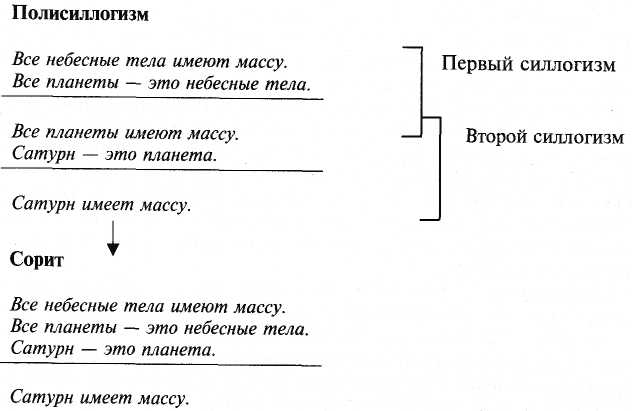 Полисиллогизм
Все небесные тела имеют массу.
Все планеты — это небесные тела.
Первый силлогизм
Все планеты имеют массу.
Сатурн — это планета.
Второй силлогизм
Сатурн имеет массу.
Сорит
Все небесные тела имеют массу.
Все планеты — это небесные тела.
Сатурн — это планета.
Сатурн имеет массу.